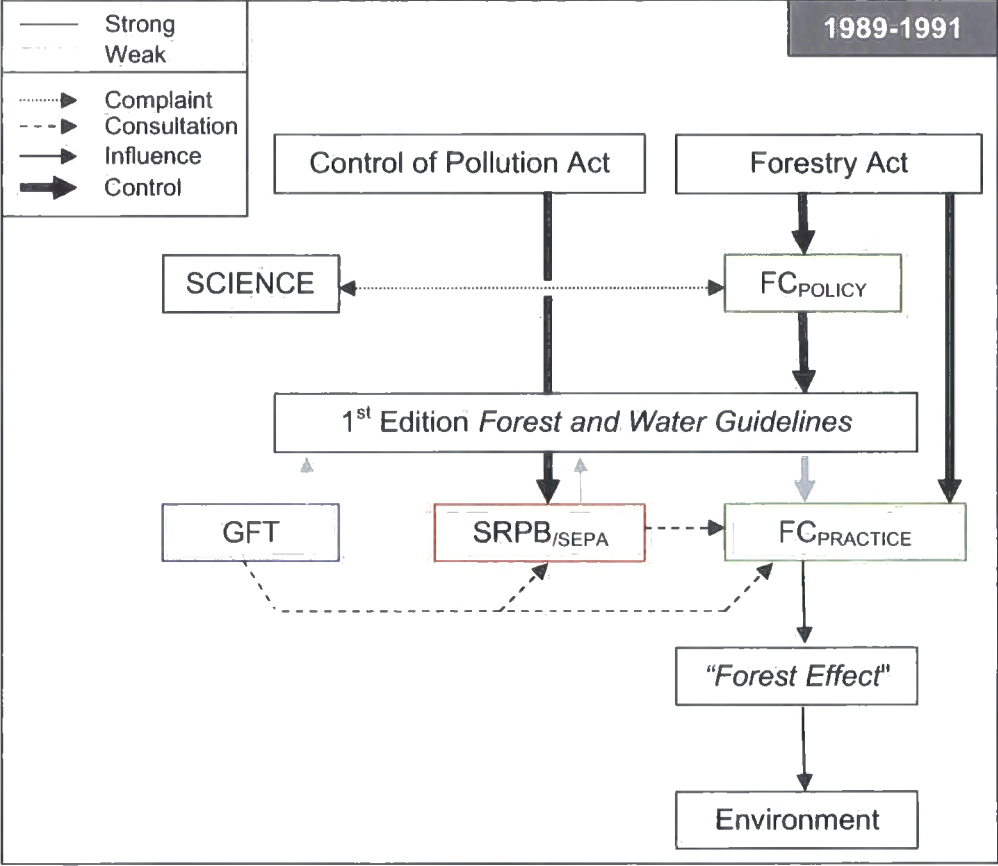 Strong
Weak
1989-1991
Complaint
Consultation
Influence
Control
Control of Pollution Act
Forestry Act
SCIENCE
FCPOLICY
1st Edition Forest and Water Guidelines
GFT
SRPB/SEPA
FCPRACTICE
“Forest Effect”
Environment